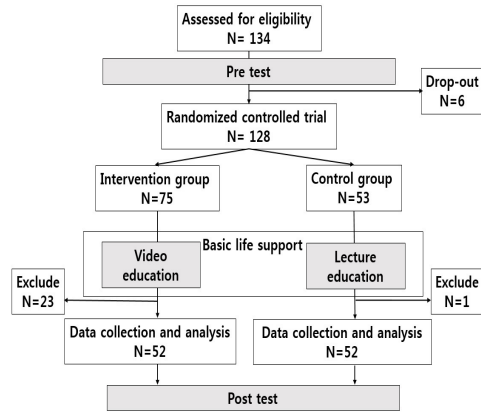 Assessed for eligibility
N= 134
Pre test
Drop-out
N=6
Randomized controlled trial
N= 128
Intervention group
N=75
Control group
N=53
Basic life support
Video
education
Lecture
education
Exclude
N=23
Exclude
N=1
Data collection and analysis
N=52
Data collection and analysis
N=52
Post test